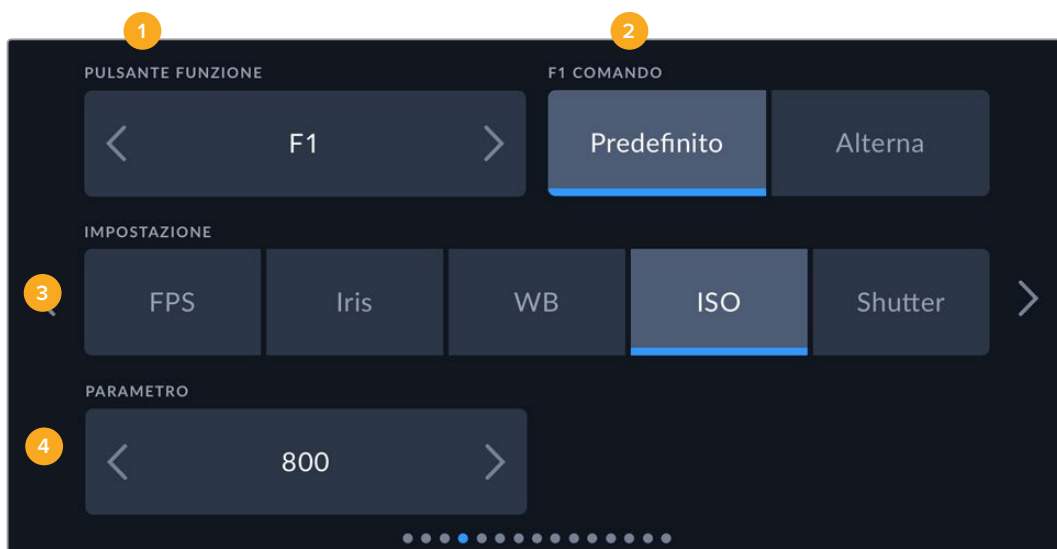 1 2
PULSANTE FUNZIONE F1 COMANDO
F1 Predefinito Alterna
IMPOSTAZIONE
3 FPS Iris WB ISO Shutter
PARAMETRO
4 800